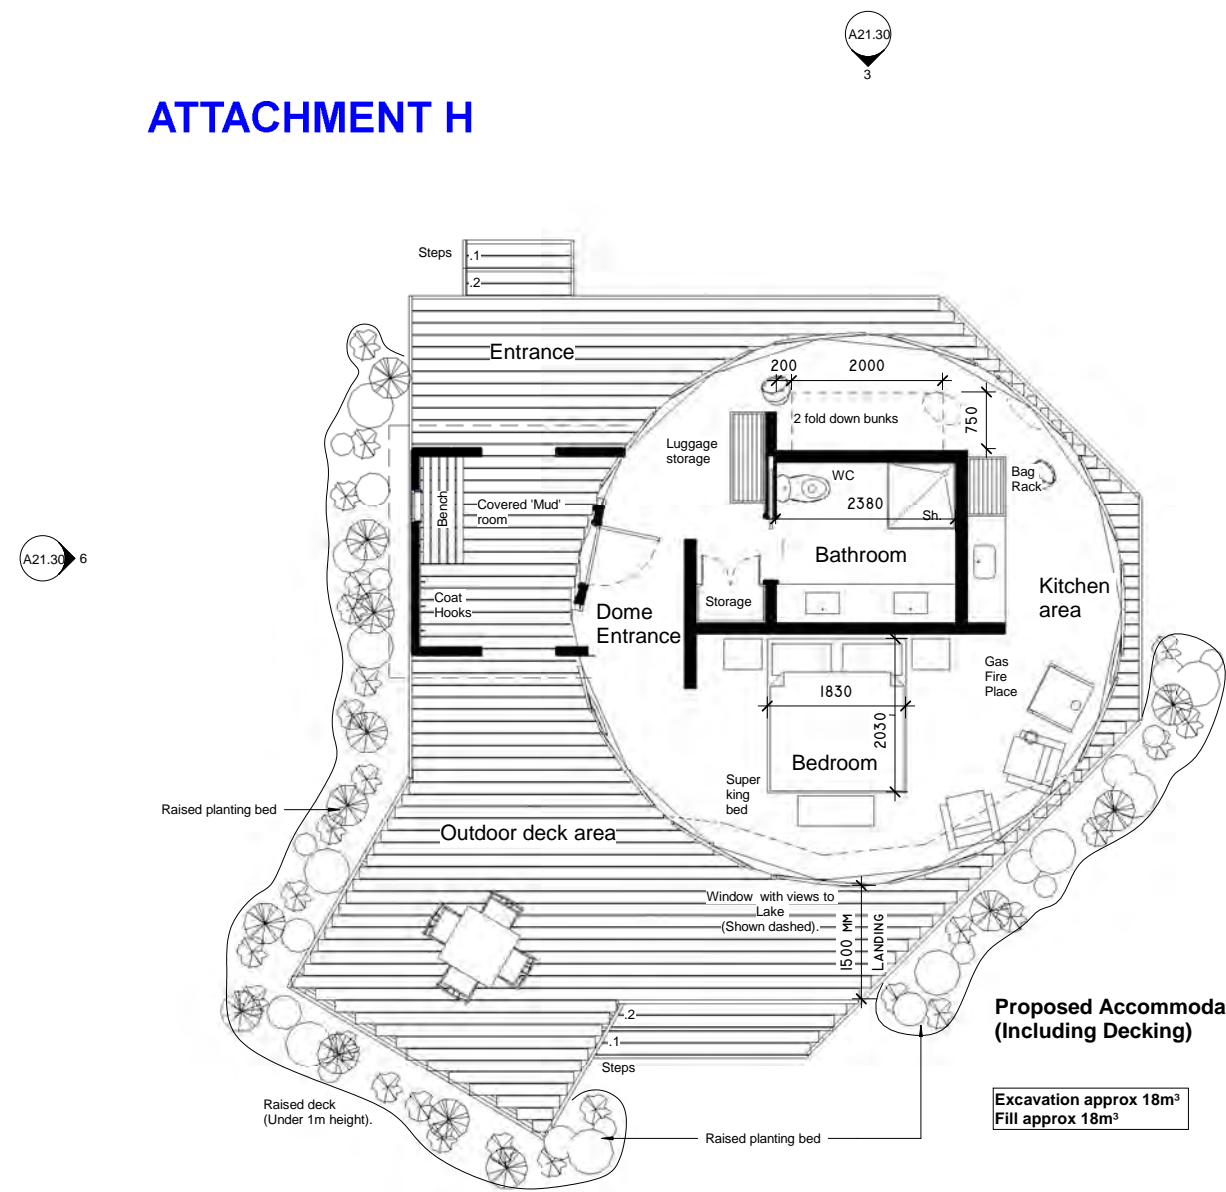 A21.30
3
ATTACHMENT H
Steps
.1
.2
Entrance
200
2000
750
2 fold down bunks
Luggage
storage
WC
Bag
Rack
Bench
Covered 'Mud'
room
2380
Sh.
A21.30
6
Bathroom
Coat
Hooks
Storage
Kitchen
area
Dome
Entrance
Gas
Fire
Place
1830
2030
Bedroom
Super
king
bed
Raised planting bed
Outdoor deck area
Window with views to
Lake
(Shown dashed).
1500 MM
LANDING
.2
.1
Steps
Proposed Accommoda
(Including Decking)
Excavation approx 18m³
Fill approx 18m³
Raised deck
(Under 1m height).
Raised planting bed